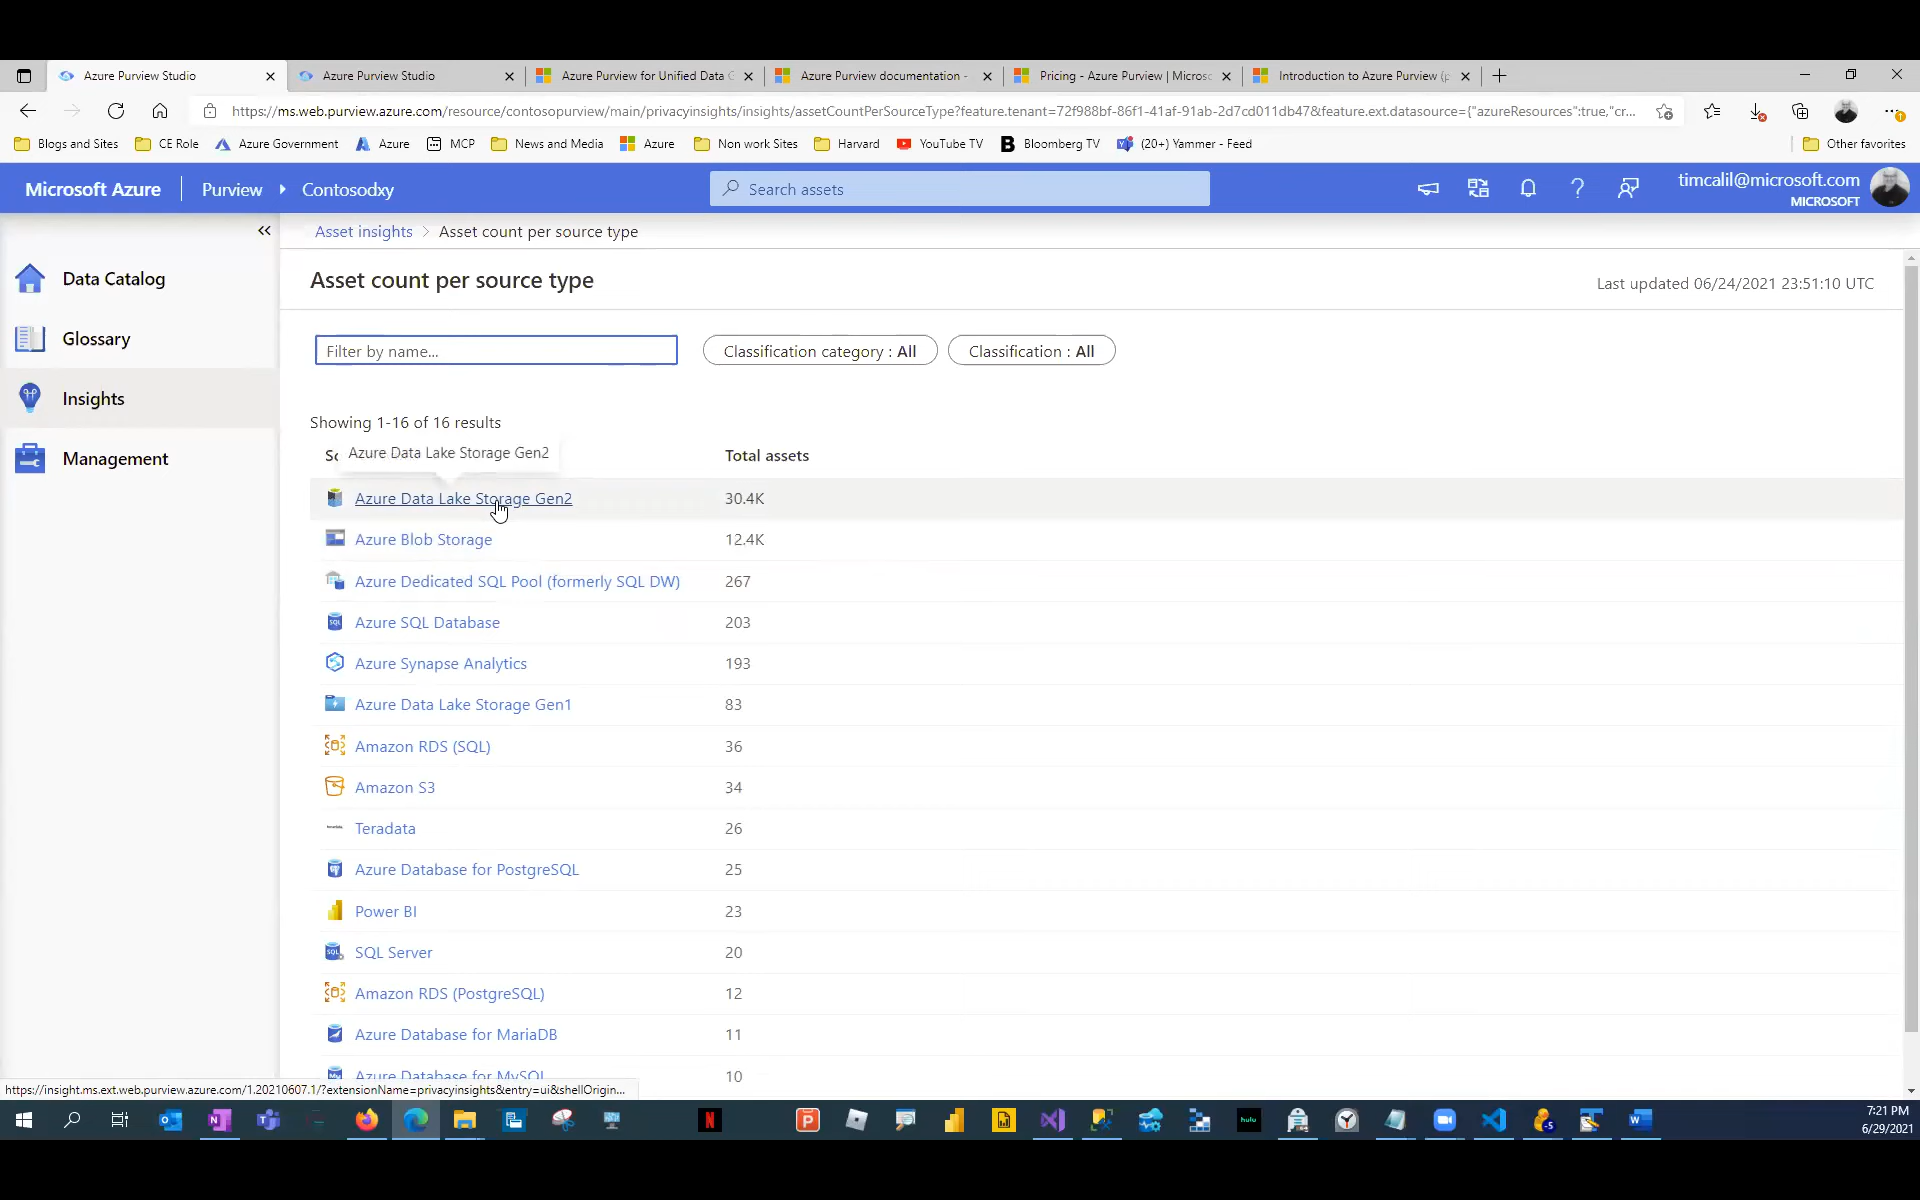 Azure Purview Studio
Azure Purview Studio
Azure Purview for Unified Data G
Azure Purview documentation -
Pricing - Azure Purview | Microso
Introduction to Azure Purview (p
https://ms.web.purview.azure.com/resource/contosopurview/main/privacyinsights/insights/assetCountPerSourceType?feature.tenant=72f988bf-86f1-41af-91ab-2d7cd011db47&feature.ext.datasource={"azureResources":true,"cr...
Blogs and Sites CE Role Azure Government Azure MCP News and Media Azure Non work Sites Harvard YouTube TV Bloomberg TV (20+) Yammer - Feed Other favorites
Microsoft Azure Purview Contosodxy Search assets timcalil@microsoft.com
MICROSOFT
Asset insights > Asset count per source type
Data Catalog
Glossary
Insights
Management
Asset count per source type
Last updated 06/24/2021 23:51:10 UTC
Filter by name... Classification category : All Classification : All
Showing 1-16 of 16 results
Azure Data Lake Storage Gen2
Total assets
Azure Data Lake Storage Gen2 30.4K
Azure Blob Storage 12.4K
Azure Dedicated SQL Pool (formerly SQL DW) 267
Azure SQL Database 203
Azure Synapse Analytics 193
Azure Data Lake Storage Gen1 83
Amazon RDS (SQL) 36
Amazon S3 34
Teradata 26
Azure Database for PostgreSQL 25
Power BI 23
SQL Server 20
Amazon RDS (PostgreSQL) 12
Azure Database for MariaDB 11
Azure Database for MySQL 10
https://insight.ms.ext.web.purview.azure.com/1.20210607.1/?extensionName=privacyinsights&entry=ui&shellOrigin...
hulu
7:21 PM
6/29/2021